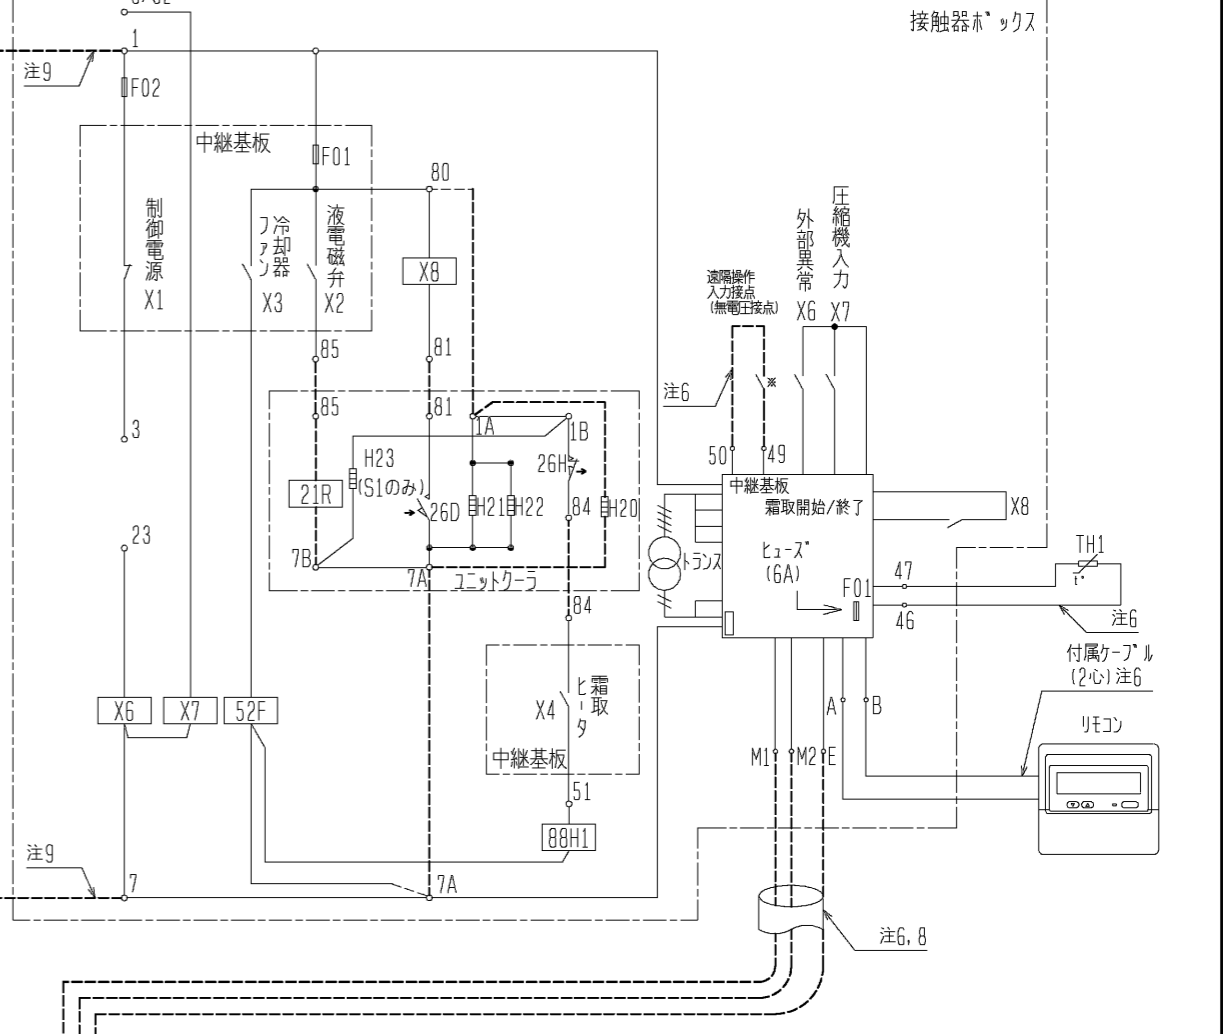 接触器ボックス
1
注9
F02
中継基板
F01
80
制御電源
X1
冷却器
ファン
X3
液電磁弁
X2
X8
85
81
遠隔操作
入力接点
(無電圧接点)
外部異常
X6
圧縮機入力
X7
注6
※
50
49
3
85
81
1A
1B
H23
(S1のみ)
21R
26D
H21
H22
26H
84
H20
23
7B
7A
ユニットクーラ
84
中継基板
霜取開始/終了
ヒューズ
(6A)
F01
トランス
X8
TH1
t°
47
46
注6
付属ケーブル
(2心)注6
リモコン
A
B
M1
M2
E
X6
X7
52F
X4
霜取
ヒータ
中継基板
51
88H1
注9
7
7A
注6,8